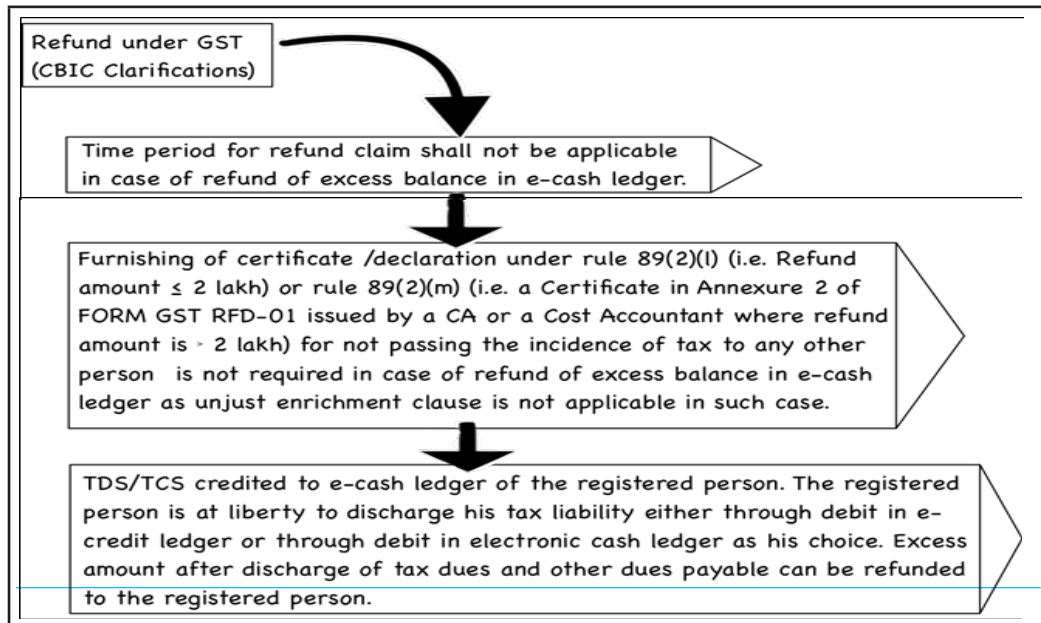 Refund under GST
(CBIC Clarifications)
Time period for refund claim shall not be applicable
in case of refund of excess balance in e-cash ledger.
Furnishing of certificate /declaration under rule 89(2)(l) (i.e. Refund
amount ≤ 2 lakh) or rule 89(2)(m) (i.e. a Certificate in Annexure 2 of
FORM GST RFD-01 issued by a CA or a Cost Accountant where refund
amount is > 2 lakh) for not passing the incidence of tax to any other
person is not required in case of refund of excess balance in e-cash
ledger as unjust enrichment clause is not applicable in such case.
TDS/TCS credited to e-cash ledger of the registered person. The registered
person is at liberty to discharge his tax liability either through debit in e-
credit ledger or through debit in electronic cash ledger as his choice. Excess
amount after discharge of tax dues and other dues payable can be refunded
to the registered person.